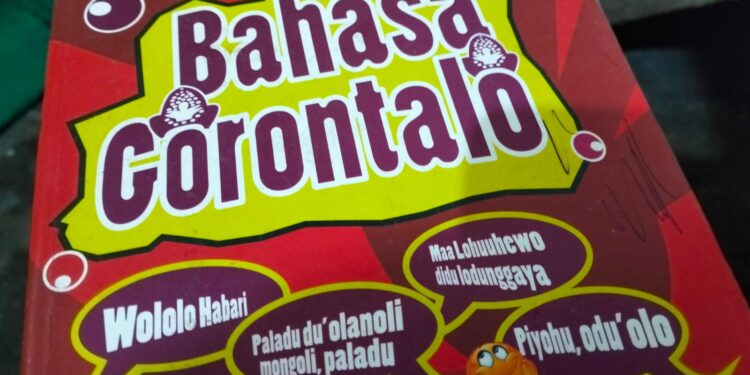 Bahasa
Gorontalo
Maa Lohuuhewo
didu lodunggaya
Wololo Habari
Paladu du'olanoli
mongoli, paladu
Piyohu, odu'olo